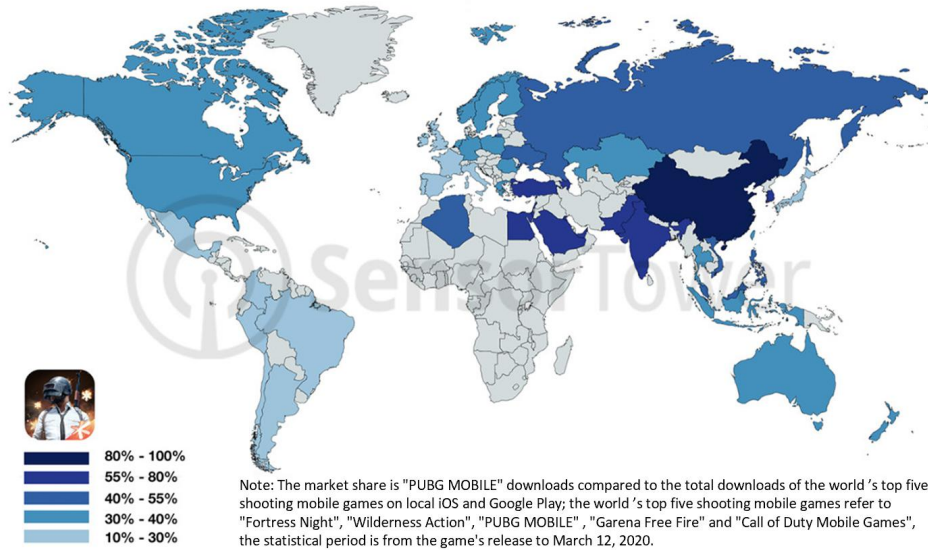 SensorTower
80% - 100%
55% - 80%
40% - 55%
30% - 40%
10% - 30%
Note: The market share is "PUBG MOBILE" downloads compared to the total downloads of the world 's top five
shooting mobile games on local iOS and Google Play; the world 's top five shooting mobile games refer to
"Fortress Night", "Wilderness Action", "PUBG MOBILE" , "Garena Free Fire" and "Call of Duty Mobile Games",
the statistical period is from the game's release to March 12, 2020.